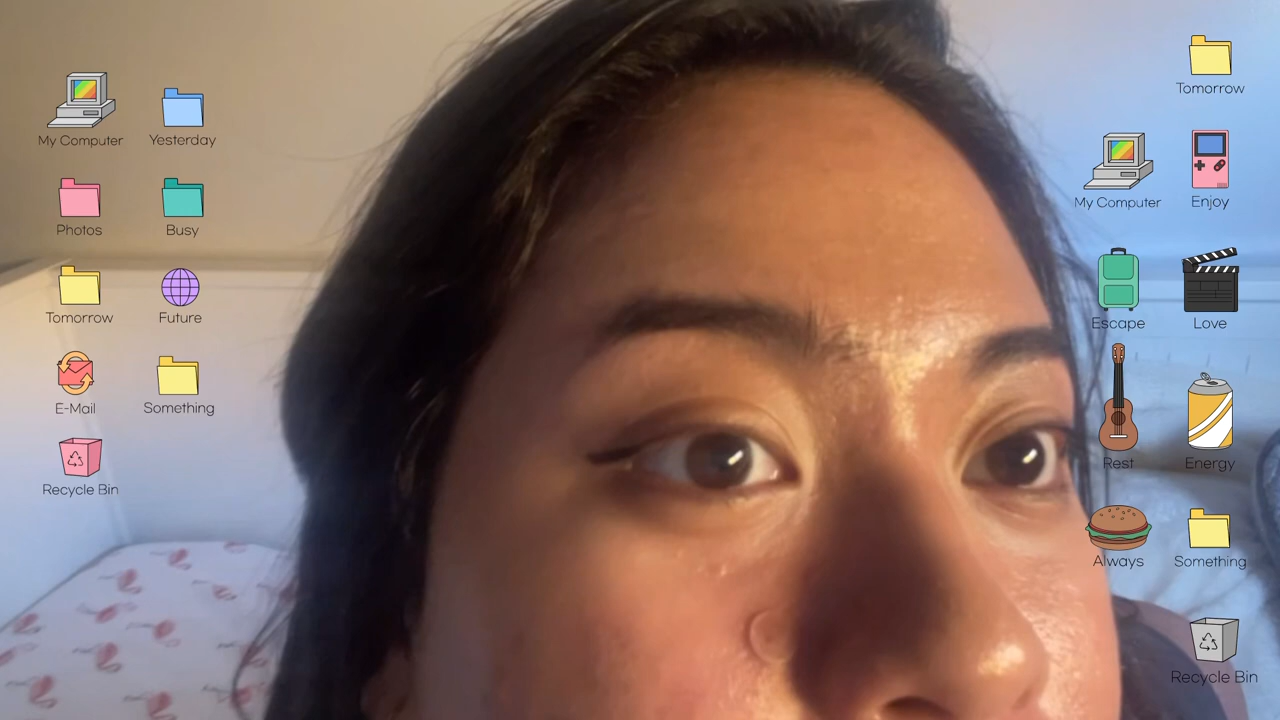 My Computer
Yesterday
Photos
Busy
Tomorrow
Future
E-Mail
Something
Recycle Bin
Tomorrow
My Computer
Enjoy
Escape
Love
Rest
Energy
Always
Something
Recycle Bin